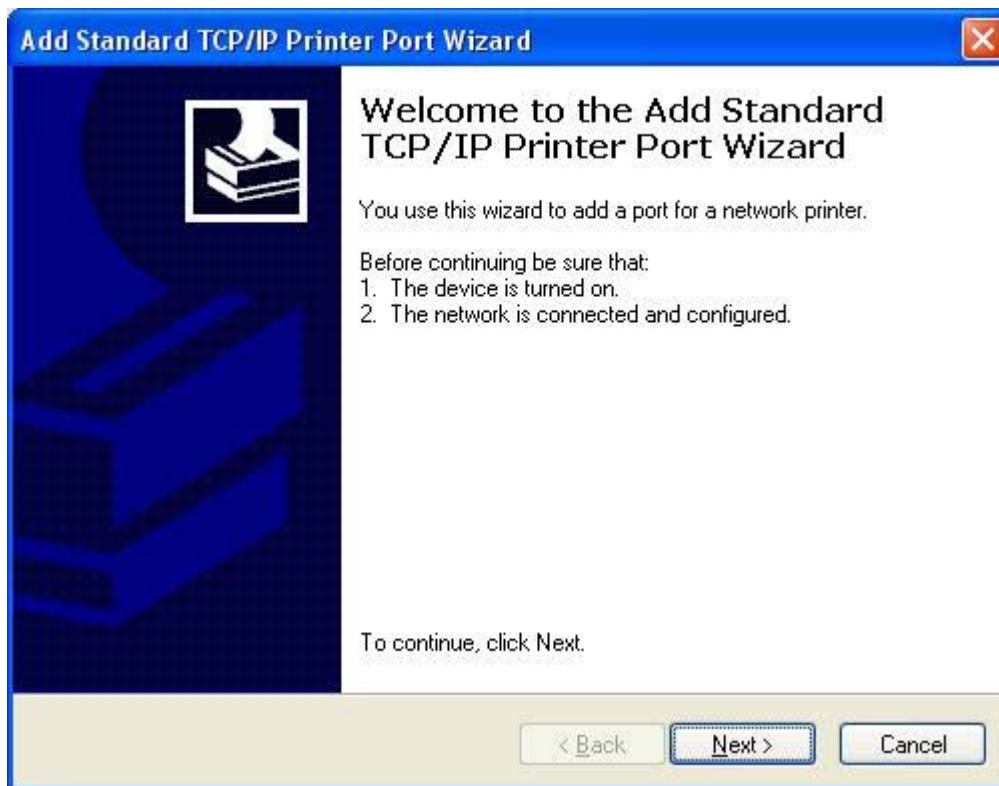 Add Standard TCP/IP Printer Port Wizard
Welcome to the Add Standard
TCP/IP Printer Port Wizard
You use this wizard to add a port for a network printer.
Before continuing be sure that:
1. The device is turned on.
2. The network is connected and configured.
To continue, click Next.
< Back Next > Cancel